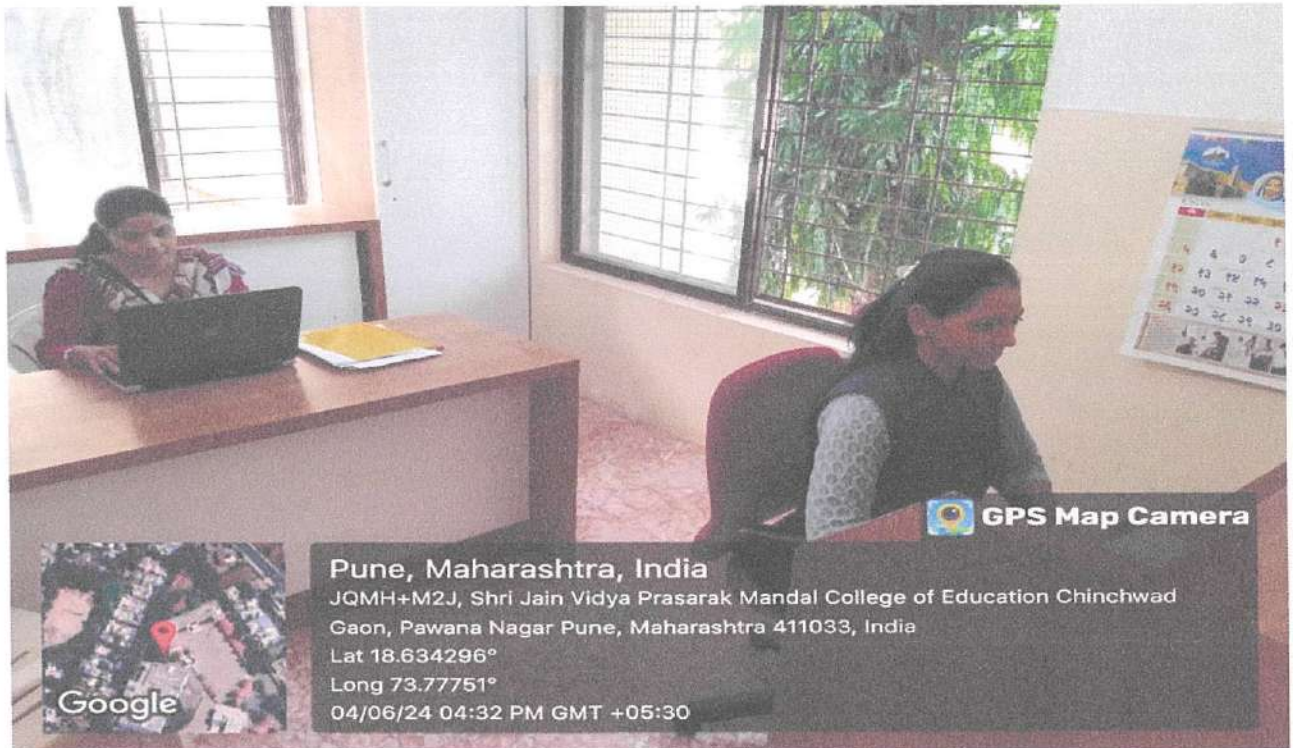 GPS Map Camera
Pune, Maharashtra, India
JQMH+M2J, Shri Jain Vidya Prasarak Mandal College of Education Chinchwad
Gaon, Pawana Nagar Pune, Maharashtra 411033, India
Lat 18.634296°
Long 73.77751°
04/06/24 04:32 PM GMT +05:30
Google